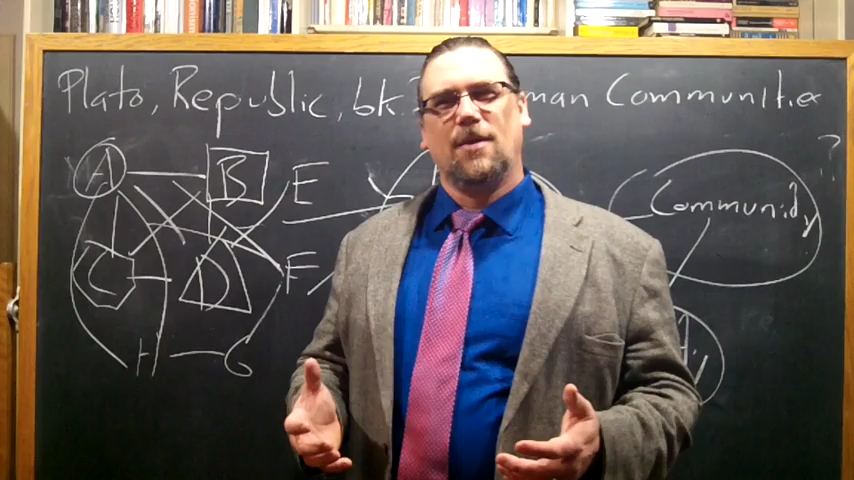 Plato, Republic, bk. man Communities
A B E Community ?
C D F A,
H G